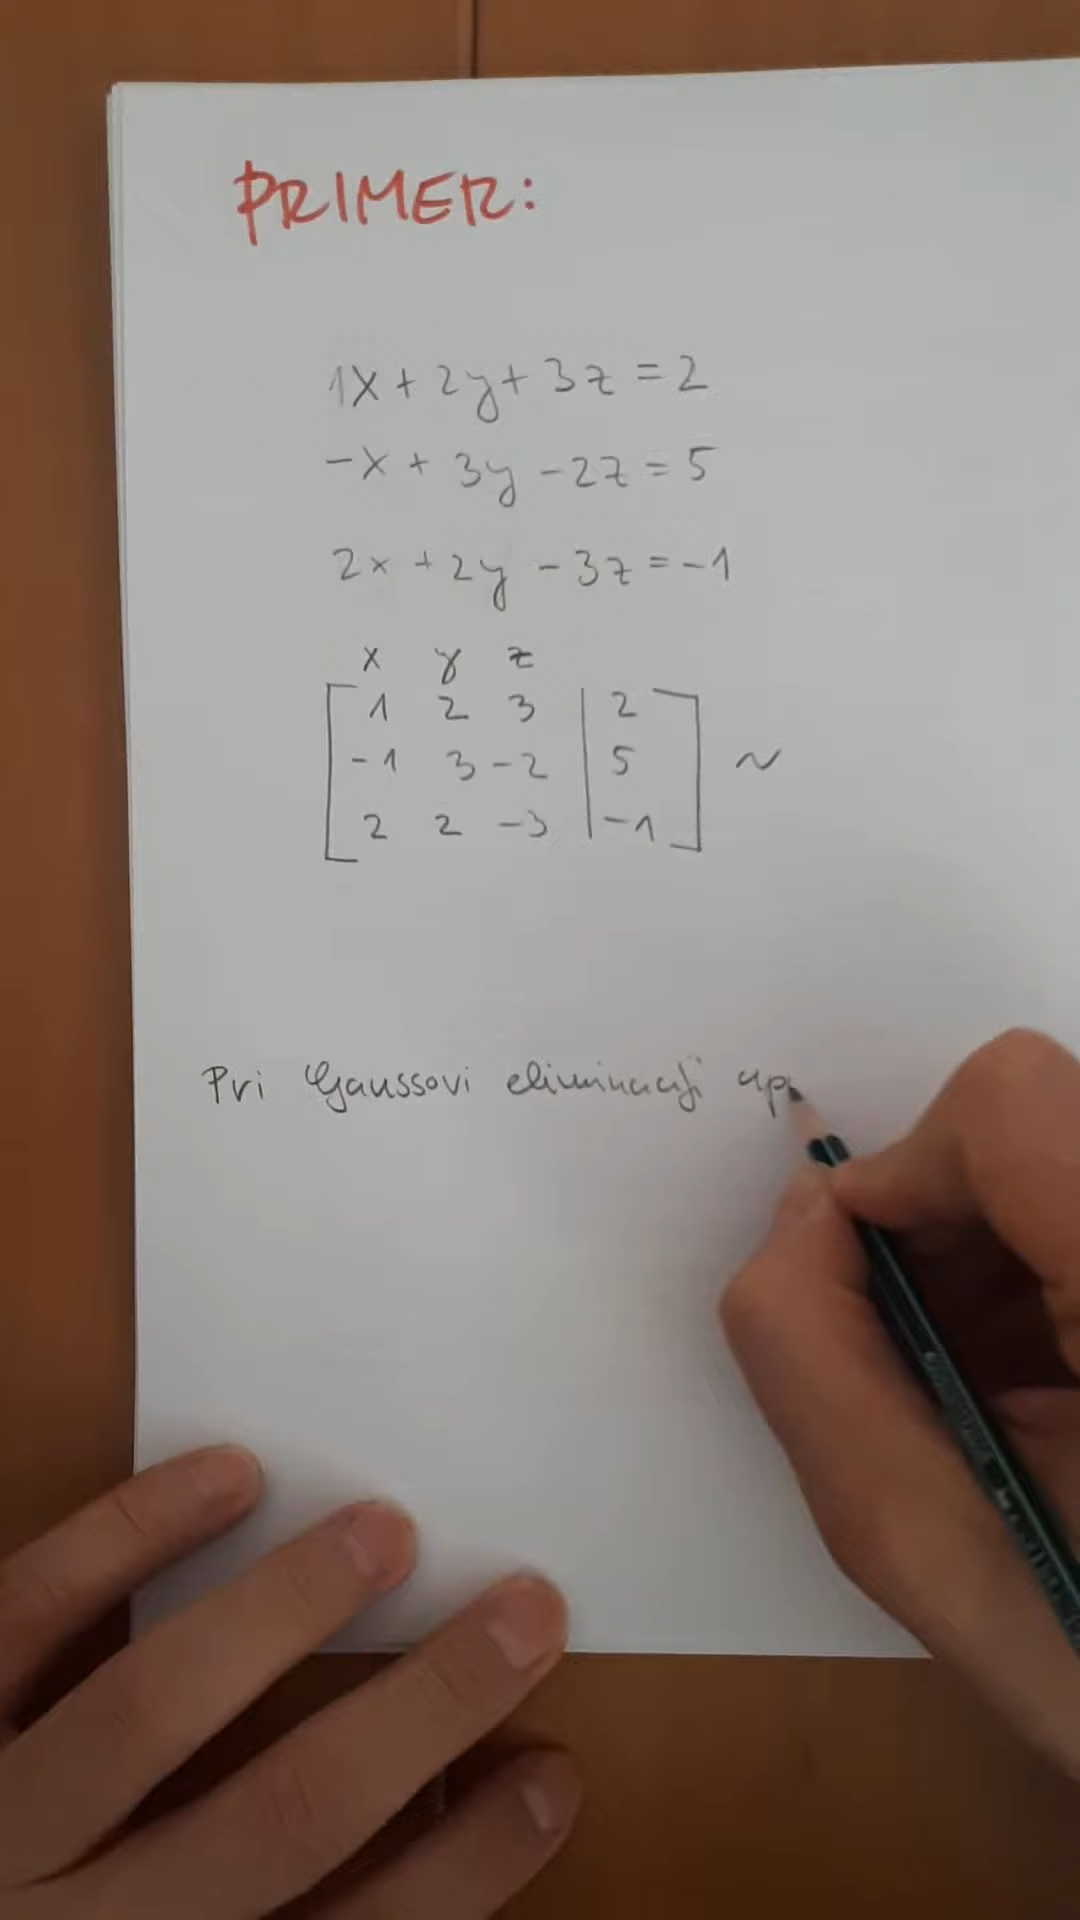 PRIMER:
1x + 2y + 3z = 2
-x + 3y - 2z = 5
2x + 2y - 3z = -1
x y z
1 2 3 | 2
-1 3 -2 | 5 ~
2 2 -3 | -1
Pri Gaussovi eliminaciji up